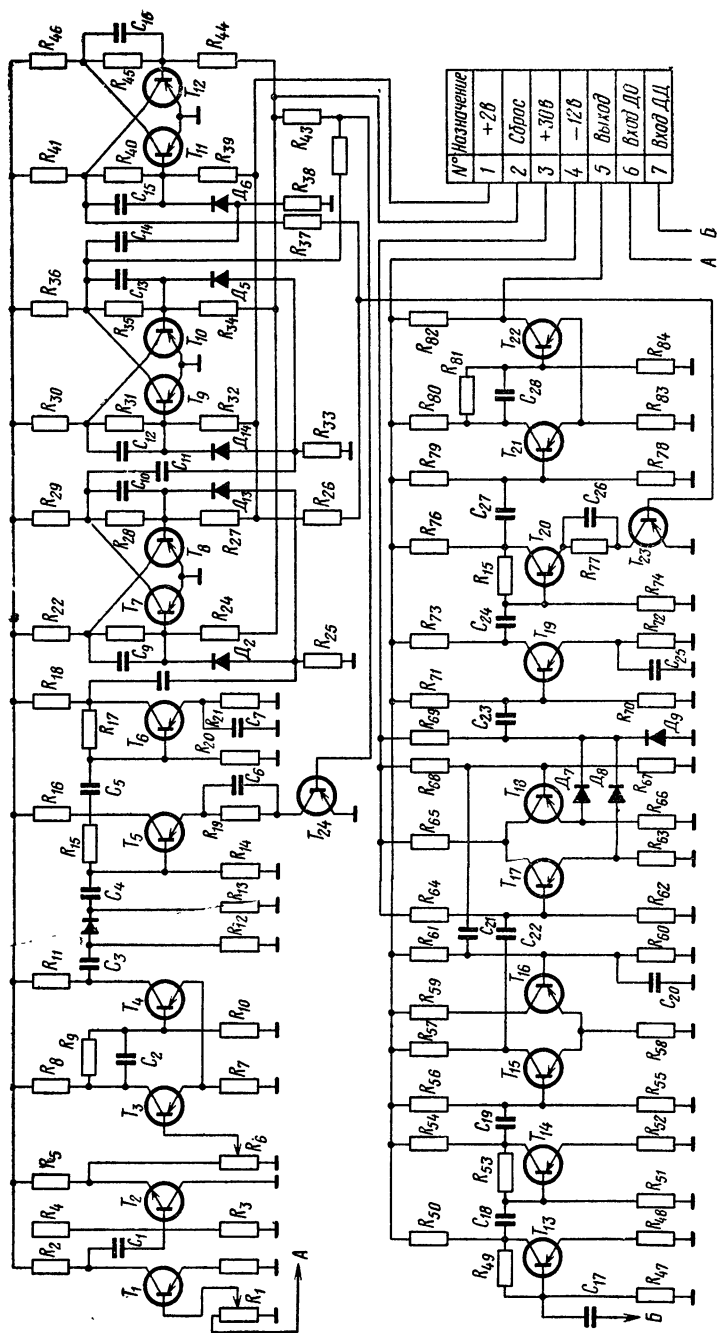 R2 R4 R5 R8 R11 R16 R18 R22 R29 R30 R36 R41 R46
C1 R9 C2 C3 C4 R15 C5 R17 C9 R28 C10 C12 R31 R35 C13 C14 C15 R40 R45 C16
T1 T2 T3 T4 T5 T6 T7 T8 C11 T9 T10 T11 T12
R1 R3 R6 R7 R10 R12 R13 R14 R19 C6 R20 R21 C7 Д2 R24 R27 Д13 Д14 R32 R34 Д5 Д6 R39 R44
A
T24 R25 R26 R33 R37 R38 R43
N° Назначение
1 +2В
2 Сброс
3 +30В
4 -12В
5 Выход
6 Вход ДО
7 Вход ДД
А Б
R50 R54 R56 R57 R59 R61 R64 R65 R68 R69 R71 R73 R76 R79 R80 R81 R82
R49 C18 R53 C19 C21 C22 C23 C24 R15 C27 C28
T13 T14 T15 T16 T17 T18 Д7 Д8 T19 T20 T21 T22
C17 R47 R48 R51 R52 R55 R58 C20 R60 R62 R63 R66 R67 Д9 R70 R72 C25 R74 R77 C26 T23 R78 R83 R84
Б